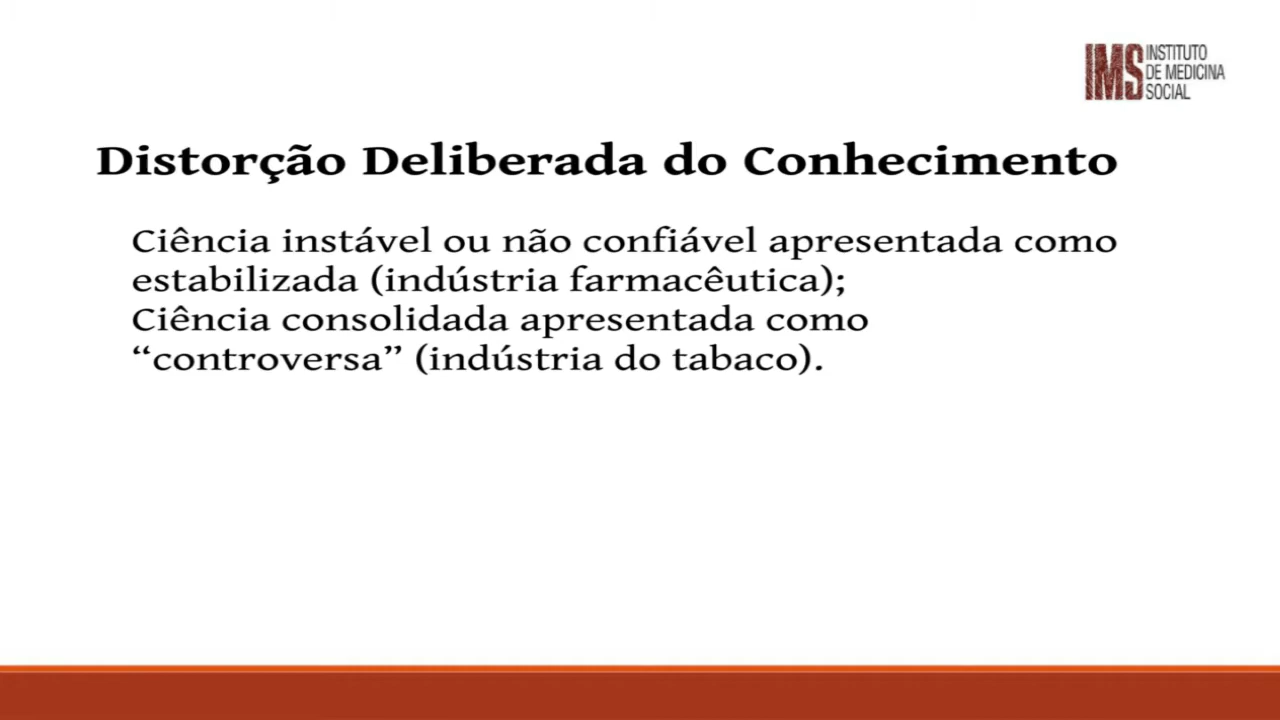 IMS INSTITUTO
DE MEDICINA
SOCIAL
Distorção Deliberada do Conhecimento
Ciência instável ou não confiável apresentada como
estabilizada (indústria farmacêutica);
Ciência consolidada apresentada como
“controversa” (indústria do tabaco).